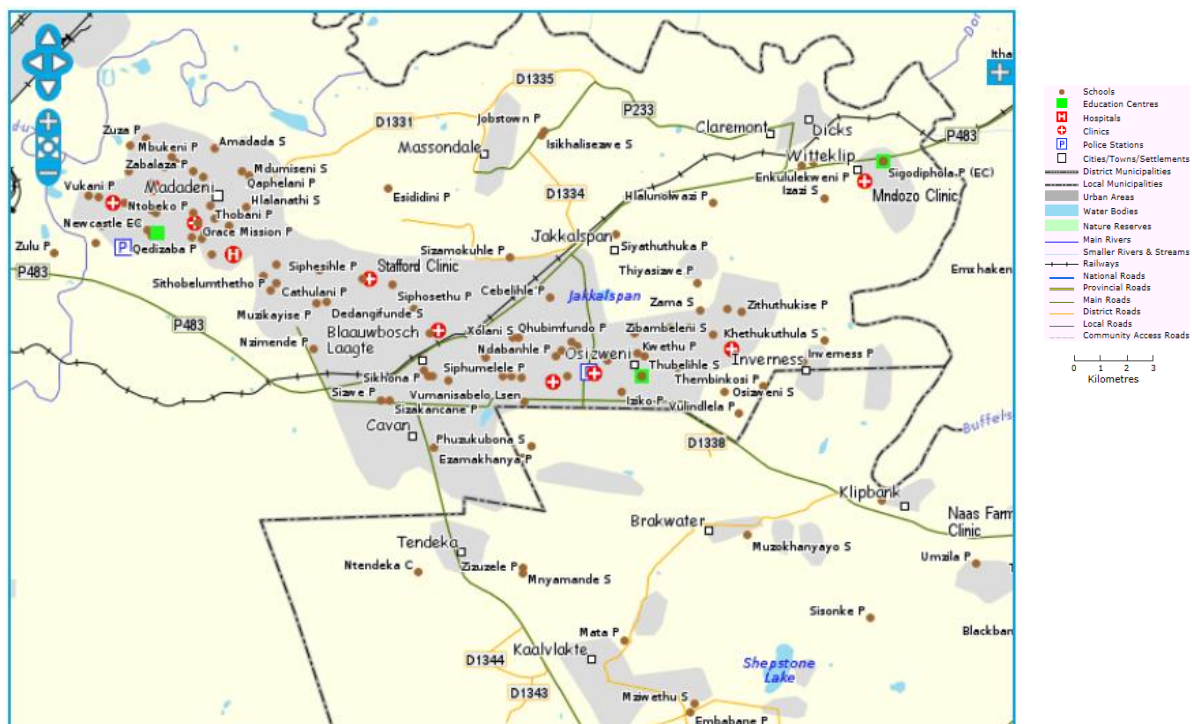 Itha
D1335
Jobstown P
P233
Zuza P
D1331
Claremont
Dicks
P483
Mbukeni P
Amadada S
Isikhalisezwe S
Massondale
Witteklip
Zabalaza P
Mdumiseni S
Enkululekweni P
Sigodiphola P (EC)
Vukani P
Madadeni
Qaphelani P
Esididini P
D1334
Hlalunolwazi P
Izazi S
Mndozo Clinic
Ntobeko P
Hlalanathi S
Thobani P
Newcastle EC
Grace Mission P
Jakkalspan
Siyathuthuka P
Zulu P
Qedizaba P
Sizamokuhle P
P483
Siphesihle P
Stafford Clinic
Thiyasizwe P
Emxhaken
Sithobelumthetho P
Cathulani P
Siphosethu P
Cebelihle P
Jakkalspan
Zama S
Zithuthukise P
P483
Muzikayise P
Dedangifunde S
Blaauwbosch
Laagte
Xolani S
Qhubimfundo P
Zibambeleni S
Khethukuthula S
Nzimende P
Ndabanhle P
Osizweni
Kwethu P
Inverness
Inverness P
Sikhona P
Siphumelele P
Thubelihle S
Thembinkosi P
Sizwe P
Vumanisabelo Lsen
Iziko P
Osizweni S
Sizakancane P
Vulindlela P
Cavan
Phuzukubona S
D1338
Buffels
Ezamakhanya P
Klipbank
Brakwater
Naas Farm
Clinic
Tendeka
Muzokhanyayo S
Umzila P
Ntendeka C
Zizuzele P
Mnyamande S
Sisonke P
Mata P
Blackban
Kaalvlakte
D1344
Shepstone
Lake
D1343
Mziwethu S
Embabane P
Schools
Education Centres
H Hospitals
Clinics
P Police Stations
Cities/Towns/Settlements
District Municipalities
Local Municipalities
Urban Areas
Water Bodies
Nature Reserves
Main Rivers
Smaller Rivers & Streams
Railways
National Roads
Provincial Roads
Main Roads
District Roads
Local Roads
Community Access Roads
0 1 2 3
Kilometres